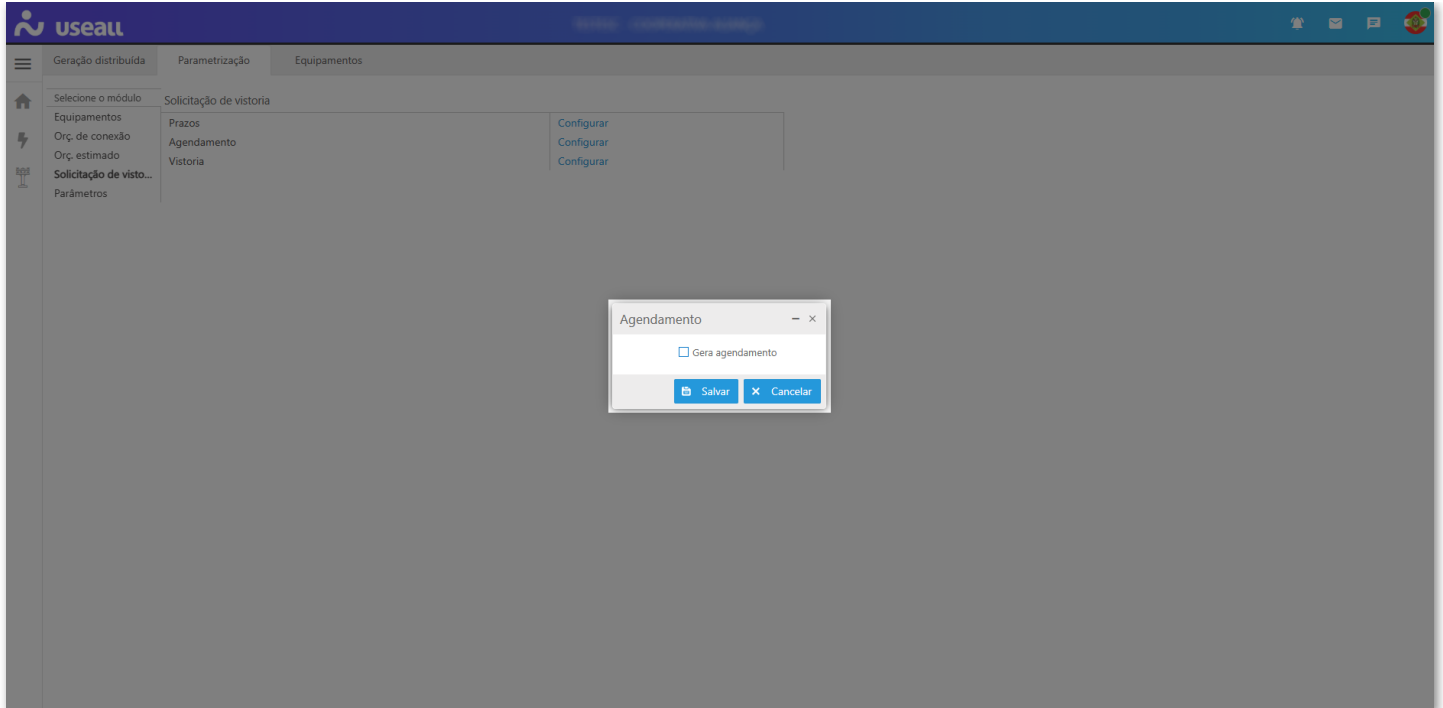 useall
Geração distribuída Parametrização Equipamentos
Selecione o módulo
Equipamentos
Orç. de conexão
Orç. estimado
Solicitação de visto...
Parâmetros
Solicitação de vistoria
Prazos Configurar
Agendamento Configurar
Vistoria Configurar
Agendamento
Gera agendamento
Salvar Cancelar